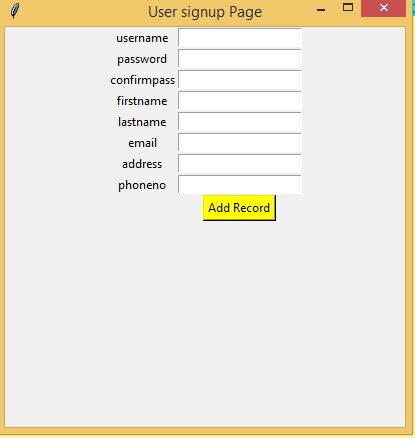 User signup Page
username
password
confirmpass
firstname
lastname
email
address
phoneno
Add Record